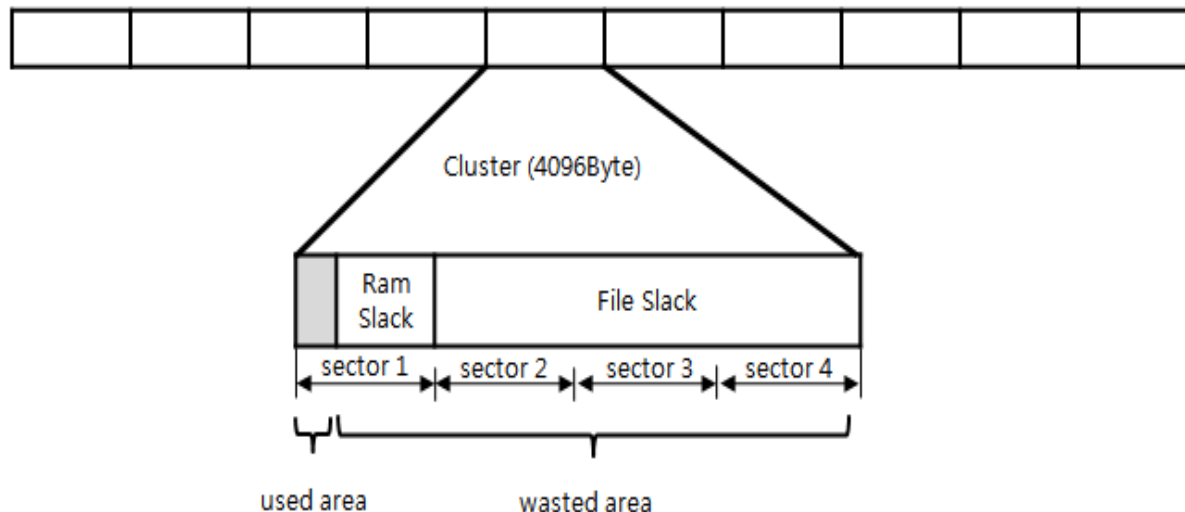 Cluster (4096Byte)
Ram
Slack
File Slack
sector 1
sector 2
sector 3
sector 4
used area
wasted area